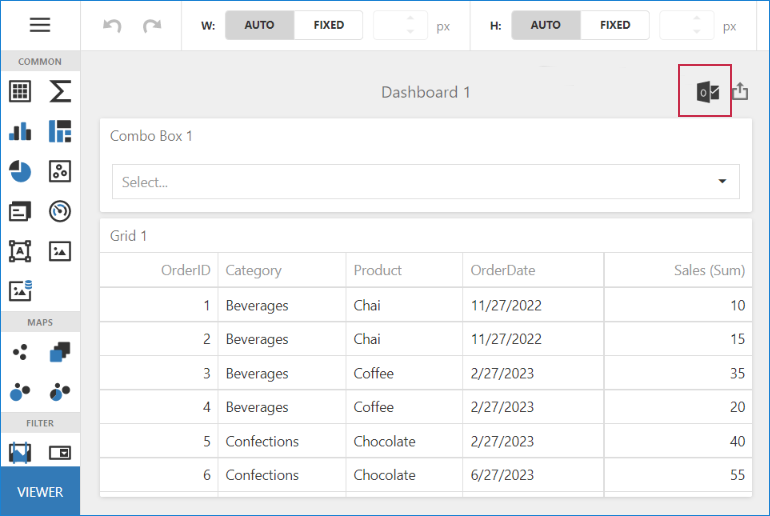 W: AUTO FIXED px H: AUTO FIXED px
COMMON
Dashboard 1
Combo Box 1
Select...
Grid 1
OrderID Category Product OrderDate Sales (Sum)
1 Beverages Chai 11/27/2022 10
2 Beverages Chai 11/27/2022 15
3 Beverages Coffee 2/27/2023 35
4 Beverages Coffee 2/27/2023 20
5 Confections Chocolate 2/27/2023 40
6 Confections Chocolate 6/27/2023 55
MAPS
FILTER
VIEWER